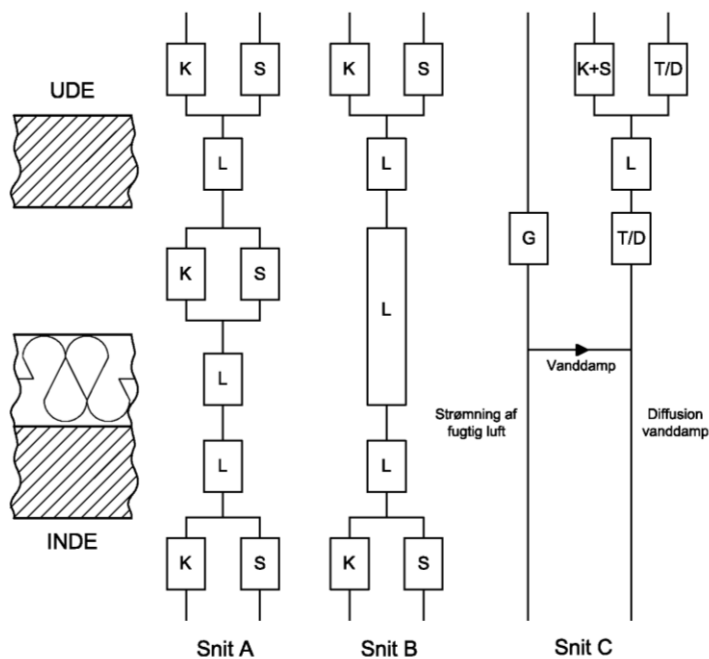 UDE
INDE
K S
L
K S
L
L
K S
Snit A
K S
L
L
L
K S
Snit B
K+S T/D
L
G T/D
Vanddamp
Strømning af
fugtig luft
Diffusion
vanddamp
Snit C